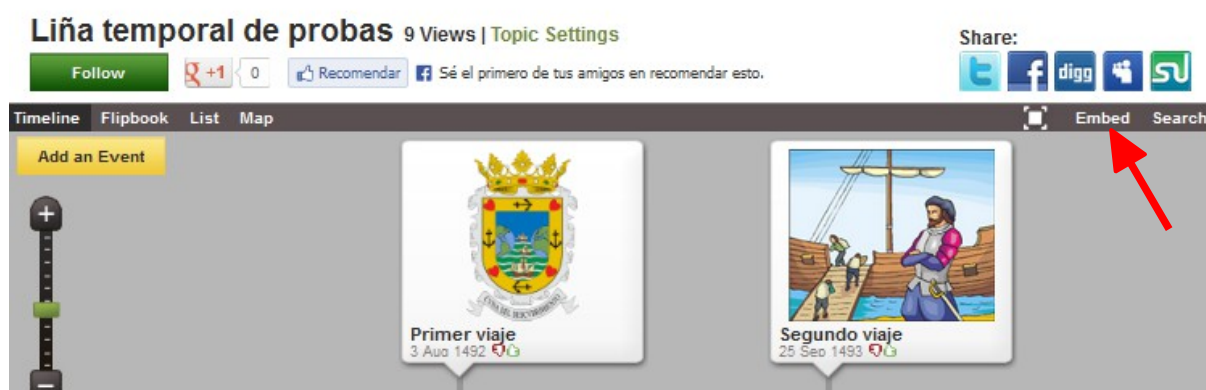 Liña temporal de probas 9 Views | Topic Settings
Share:
Follow
g +1 0
Recomendar
Sé el primero de tus amigos en recomendar esto.
digg
Timeline Flipbook List Map
Embed Search
Add an Event
Primer viaje
3 Aug 1492
Segundo viaje
25 Sep 1493